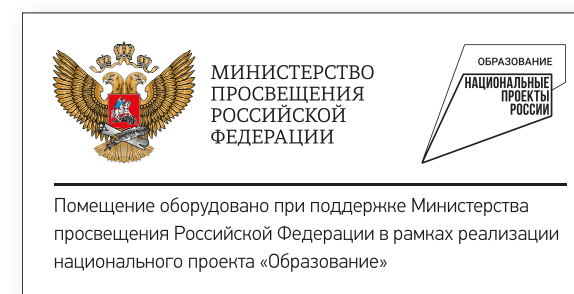 МИНИСТЕРСТВО
ПРОСВЕЩЕНИЯ
РОССИЙСКОЙ
ФЕДЕРАЦИИ
ОБРАЗОВАНИЕ
НАЦИОНАЛЬНЫЕ
ПРОЕКТЫ
РОССИИ
Помещение оборудовано при поддержке Министерства
просвещения Российской Федерации в рамках реализации
национального проекта «Образование»